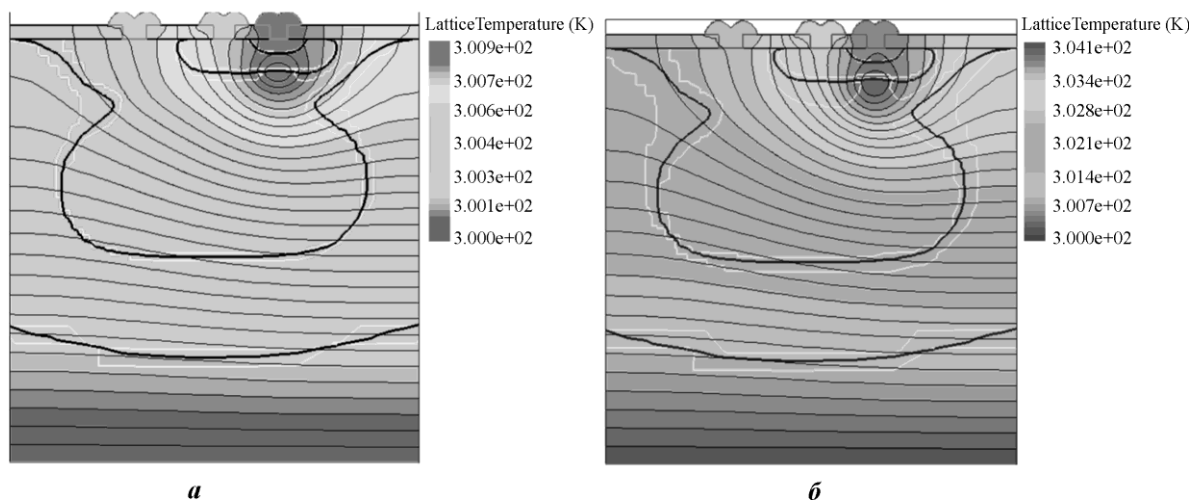 LatticeTemperature (K)
3.009e+02
3.007e+02
3.006e+02
3.004e+02
3.003e+02
3.001e+02
3.000e+02
а
LatticeTemperature (K)
3.041e+02
3.034e+02
3.028e+02
3.021e+02
3.014e+02
3.007e+02
3.000e+02
б